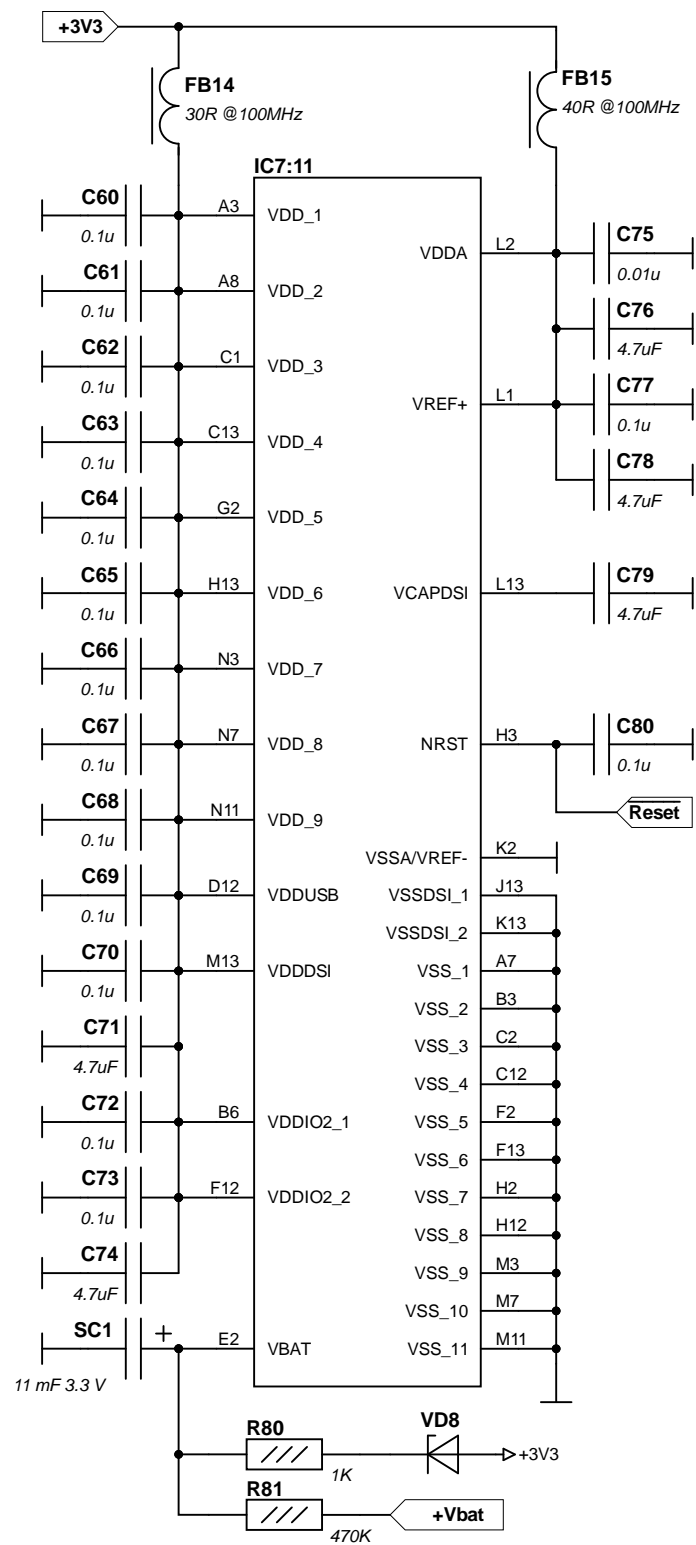 +3V3
FB14
30R @100MHz
FB15
40R @100MHz
IC7:11
C60
0.1u
A3
VDD_1
C61
0.1u
A8
VDD_2
C62
0.1u
C1
VDD_3
C63
0.1u
C13
VDD_4
C64
0.1u
G2
VDD_5
C65
0.1u
H13
VDD_6
C66
0.1u
N3
VDD_7
C67
0.1u
N7
VDD_8
C68
0.1u
N11
VDD_9
C69
0.1u
D12
VDDUSB
C70
0.1u
M13
VDDDSI
C71
4.7uF
C72
0.1u
B6
VDDIO2_1
C73
0.1u
F12
VDDIO2_2
C74
4.7uF
SC1
+
11 mF 3.3 V
E2
VBAT
VDDA
L2
C75
0.01u
C76
4.7uF
VREF+
L1
C77
0.1u
C78
4.7uF
VCAPDSI
L13
C79
4.7uF
NRST
H3
C80
0.1u
Reset
VSSA/VREF-
K2
VSSDSI_1
J13
VSSDSI_2
K13
VSS_1
A7
VSS_2
B3
VSS_3
C2
VSS_4
C12
VSS_5
F2
VSS_6
F13
VSS_7
H2
VSS_8
H12
VSS_9
M3
VSS_10
M7
VSS_11
M11
R80
1K
VD8
+3V3
R81
470K
+Vbat